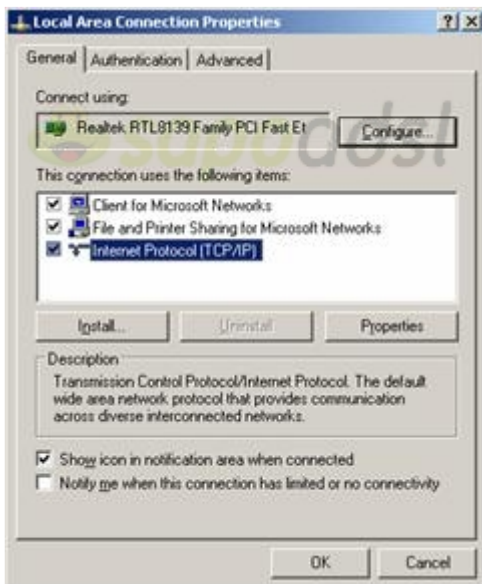 Local Area Connection Properties
General Authentication Advanced
Connect using:
Realtek RTL8139 Family PCI Fast Et Configure...
This connection uses the following items:
Client for Microsoft Networks
File and Printer Sharing for Microsoft Networks
Internet Protocol (TCP/IP)
Install... Uninstall Properties
Description
Transmission Control Protocol/Internet Protocol. The default
wide area network protocol that provides communication
across diverse interconnected networks.
Show icon in notification area when connected
Notify me when this connection has limited or no connectivity
OK Cancel